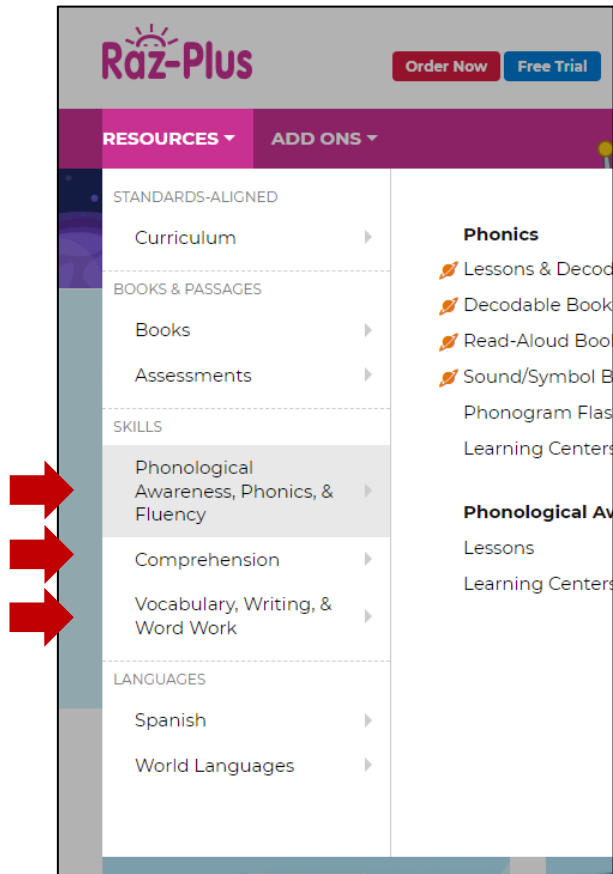 Raz-Plus
Order Now Free Trial
RESOURCES ADD ONS
STANDARDS-ALIGNED
Curriculum
BOOKS & PASSAGES
Books
Assessments
SKILLS
Phonological
Awareness, Phonics, &
Fluency
Comprehension
Vocabulary, Writing, &
Word Work
LANGUAGES
Spanish
World Languages
Phonics
Lessons & Decod
Decodable Book
Read-Aloud Boo
Sound/Symbol B
Phonogram Flas
Learning Centers
Phonological Aw
Lessons
Learning Centers